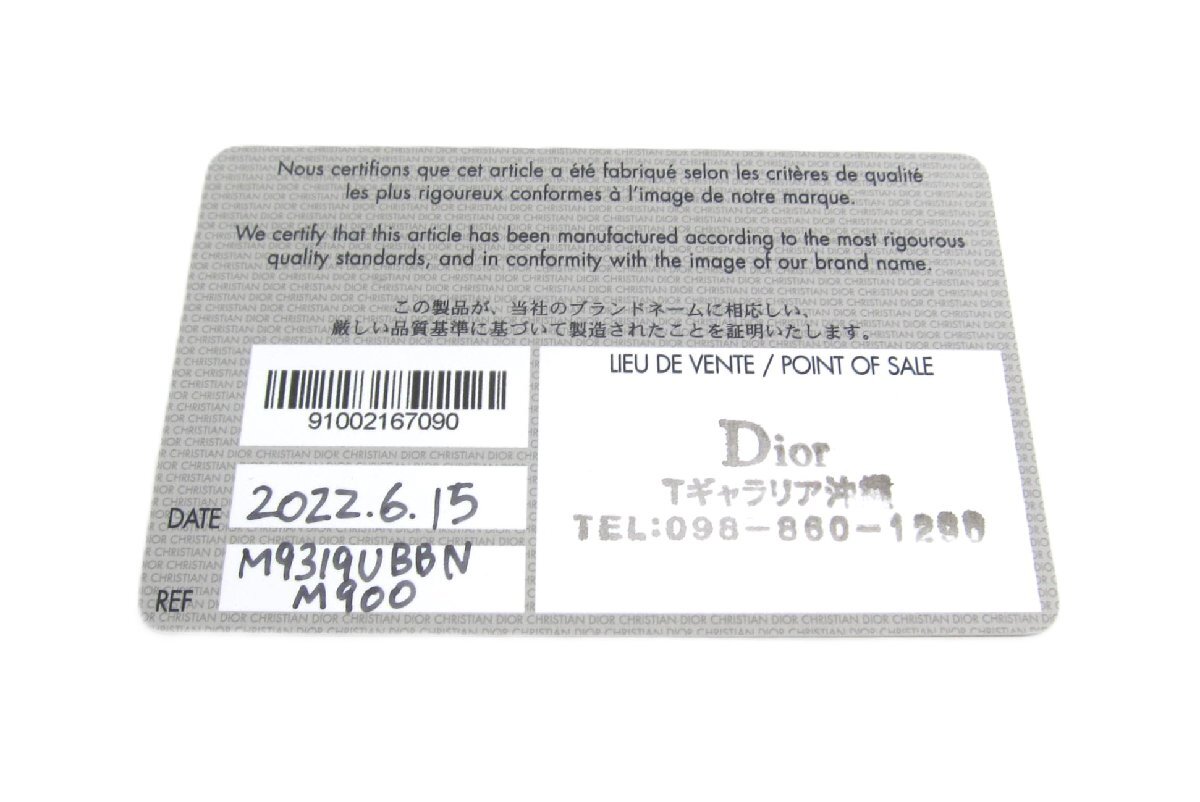 Nous certifions que cet article a été fabriqué selon les critères de qualité
les plus rigoureux conformes à l'image de notre marque.
We certify that this article has been manufactured according to the most rigourous
quality standards, and in conformity with the image of our brand name.
この製品が、当社のブランドネームに相応しい、
厳しい品質基準に基づいて製造されたことを証明いたします。
91002167090
LIEU DE VENTE / POINT OF SALE
Dior
Tギャラリア沖縄
TEL:098-860-1290
DATE 2022.6.15
REF M9319UBBN
M900